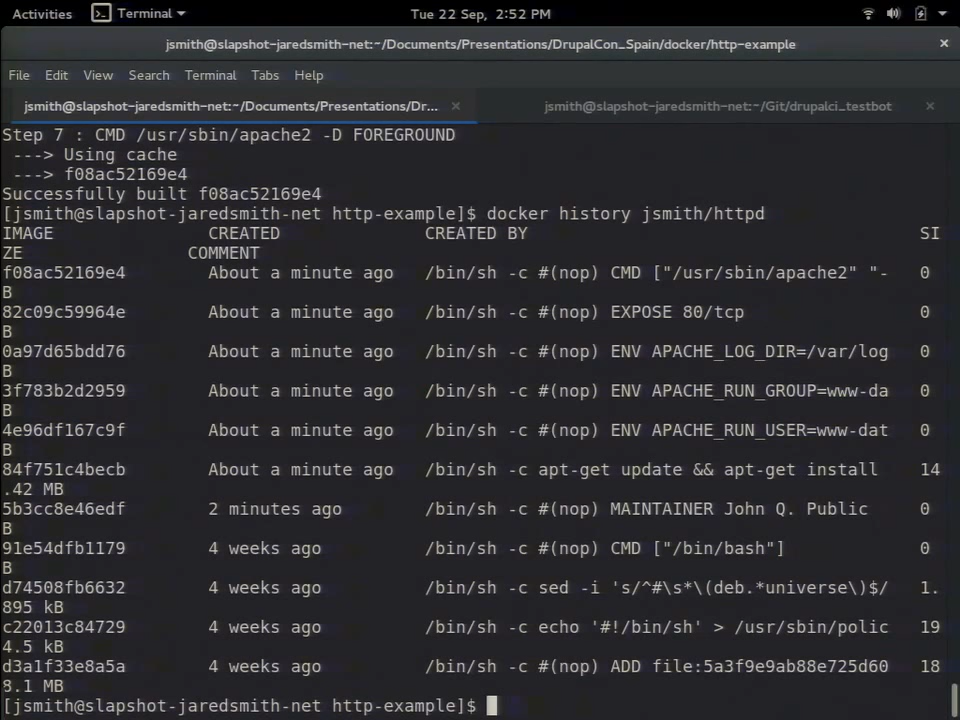 Activities Terminal Tue 22 Sep, 2:52 PM
jsmith@slapshot-jaredsmith-net:~/Documents/Presentations/DrupalCon_Spain/docker/http-example ×
File Edit View Search Terminal Tabs Help
jsmith@slapshot-jaredsmith-net:~/Documents/Presentations/Dr... × jsmith@slapshot-jaredsmith-net:~/Git/drupalci_testbot ×
Step 7 : CMD /usr/sbin/apache2 -D FOREGROUND
 ---> Using cache
 ---> f08ac52169e4
Successfully built f08ac52169e4
[jsmith@slapshot-jaredsmith-net http-example]$ docker history jsmith/httpd
IMAGE               CREATED              CREATED BY                                      SI
ZE                COMMENT
f08ac52169e4        About a minute ago   /bin/sh -c #(nop) CMD ["/usr/sbin/apache2" "-   0
B
82c09c59964e        About a minute ago   /bin/sh -c #(nop) EXPOSE 80/tcp                 0
B
0a97d65bdd76        About a minute ago   /bin/sh -c #(nop) ENV APACHE_LOG_DIR=/var/log   0
B
3f783b2d2959        About a minute ago   /bin/sh -c #(nop) ENV APACHE_RUN_GROUP=www-da   0
B
4e96df167c9f        About a minute ago   /bin/sh -c #(nop) ENV APACHE_RUN_USER=www-dat   0
B
84f751c4becb        About a minute ago   /bin/sh -c apt-get update && apt-get install    14
.42 MB
5b3cc8e46edf        2 minutes ago        /bin/sh -c #(nop) MAINTAINER John Q. Public     0
B
91e54dfb1179        4 weeks ago          /bin/sh -c #(nop) CMD ["/bin/bash"]             0
B
d74508fb6632        4 weeks ago          /bin/sh -c sed -i 's/^#\s*\(deb.*universe\)$/   1.
895 kB
c22013c84729        4 weeks ago          /bin/sh -c echo '#!/bin/sh' > /usr/sbin/polic   19
4.5 kB
d3a1f33e8a5a        4 weeks ago          /bin/sh -c #(nop) ADD file:5a3f9e9ab88e725d60   18
8.1 MB
[jsmith@slapshot-jaredsmith-net http-example]$